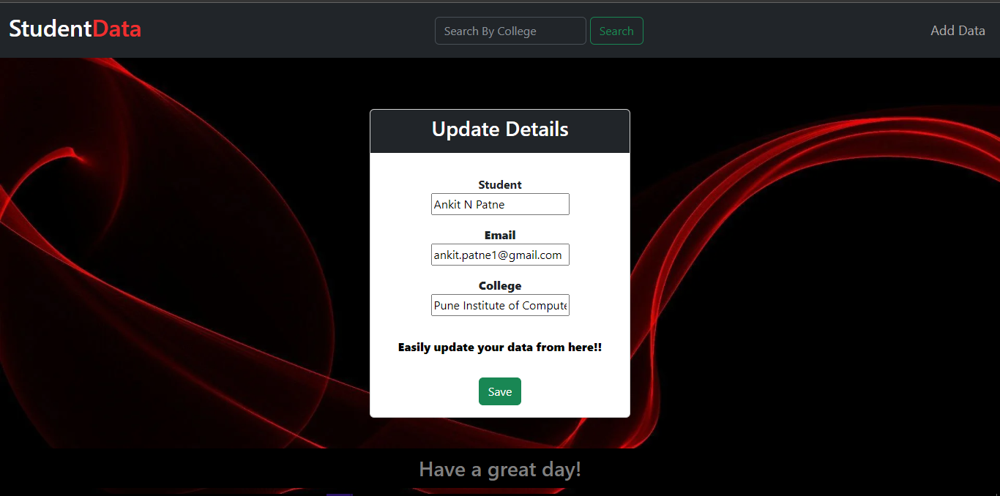 StudentData
Search By College
Search
Add Data
Update Details
Student
Ankit N Patne
Email
ankit.patne1@gmail.com
College
Pune Institute of Compute
Easily update your data from here!!
Save
Have a great day!